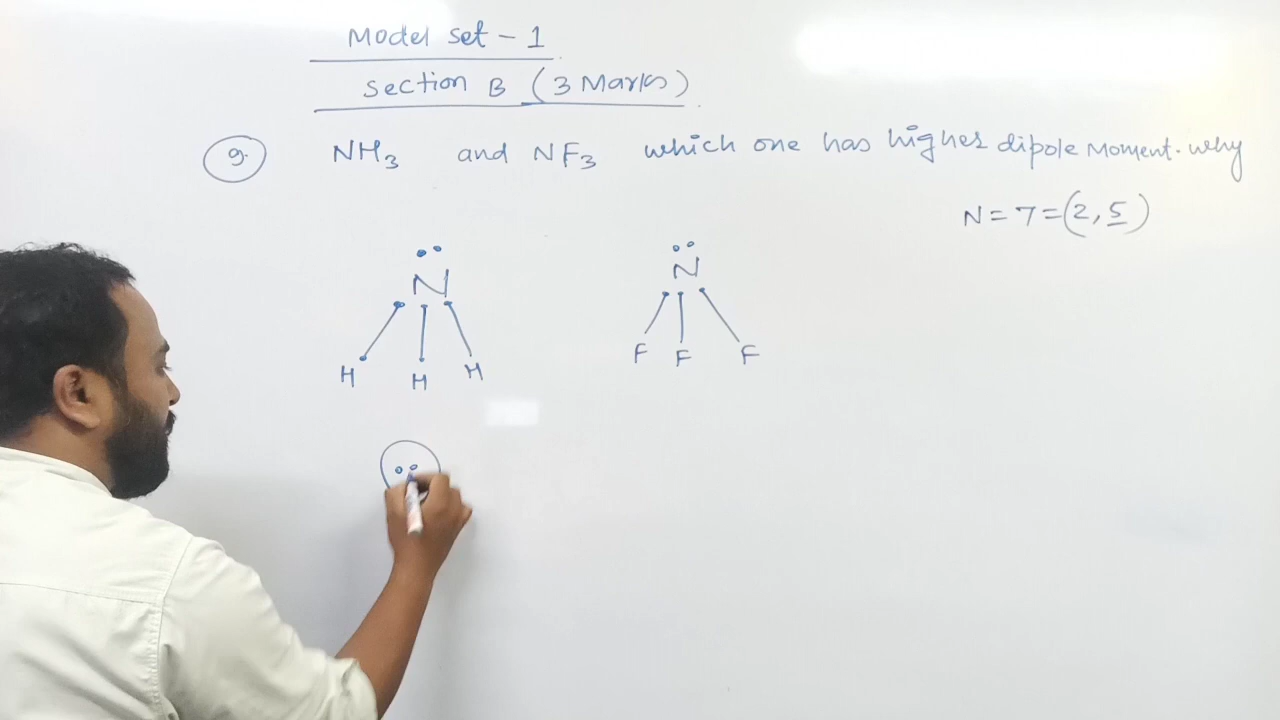 Model set - 1
Section B (3 Marks)
9. NH3 and NF3 which one has higher dipole Moment. why
N = 7 = (2, 5)
N
N
H H H
F F F